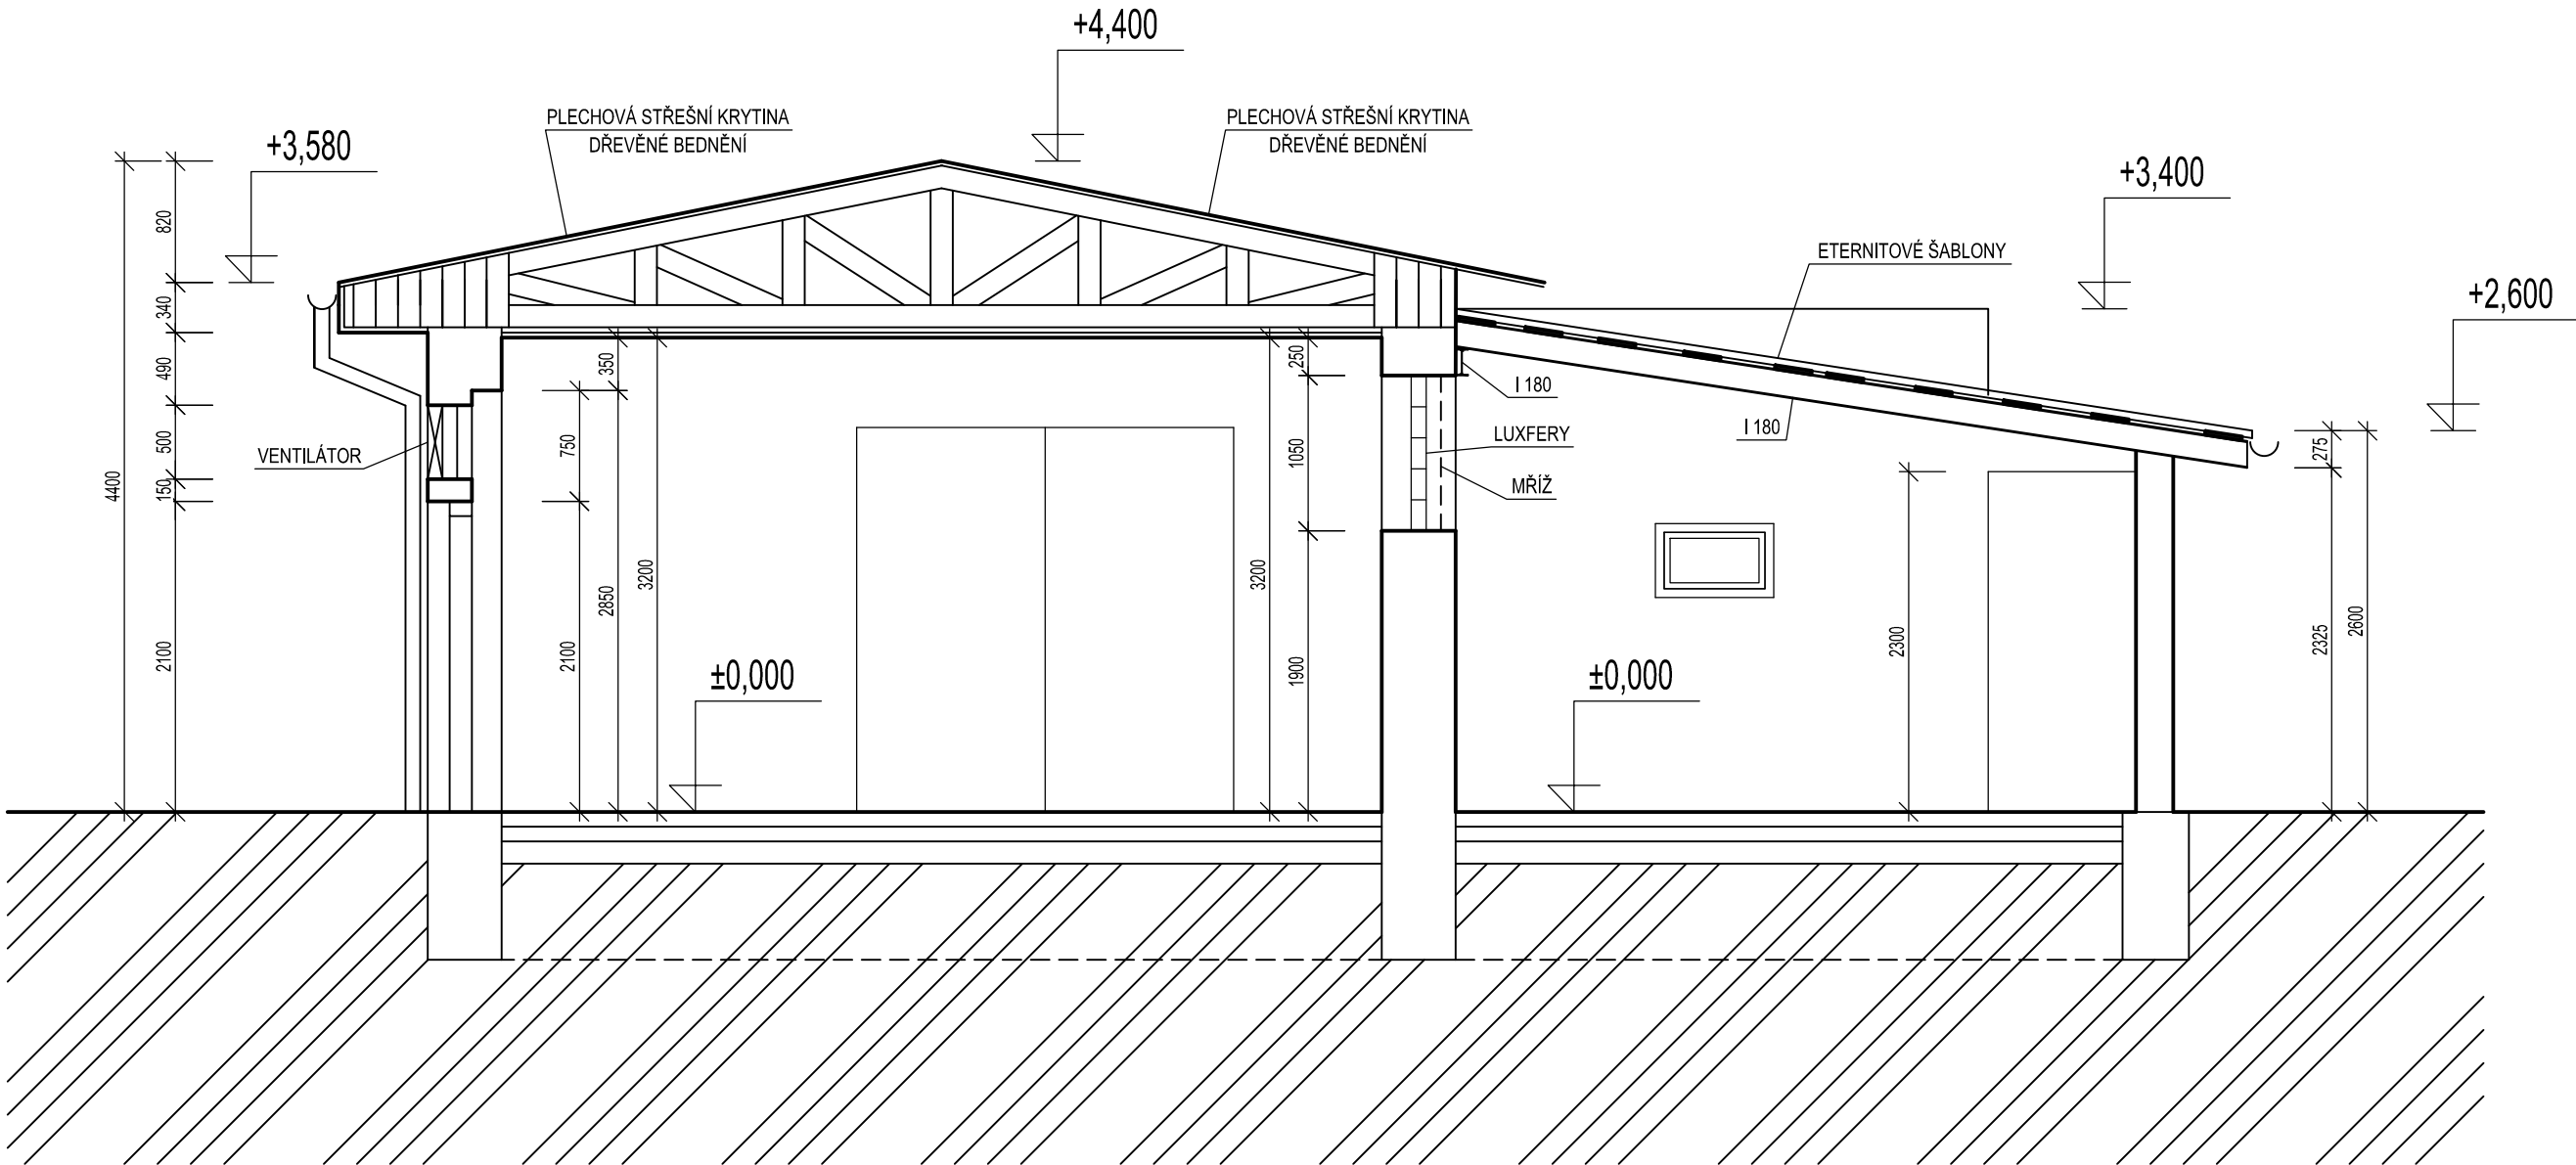 +4,400
PLECHOVÁ STŘEŠNÍ KRYTINA
DŘEVĚNÉ BEDNĚNÍ
PLECHOVÁ STŘEŠNÍ KRYTINA
DŘEVĚNÉ BEDNĚNÍ
+3,580
+3,400
820
ETERNITOVÉ ŠABLONY
+2,600
340
490
350
250
I 180
I 180
LUXFERY
VENTILÁTOR
500
750
1050
275
4400
150
MŘÍŽ
2850
3200
3200
2100
2100
1900
2300
2325
2600
±0,000
±0,000